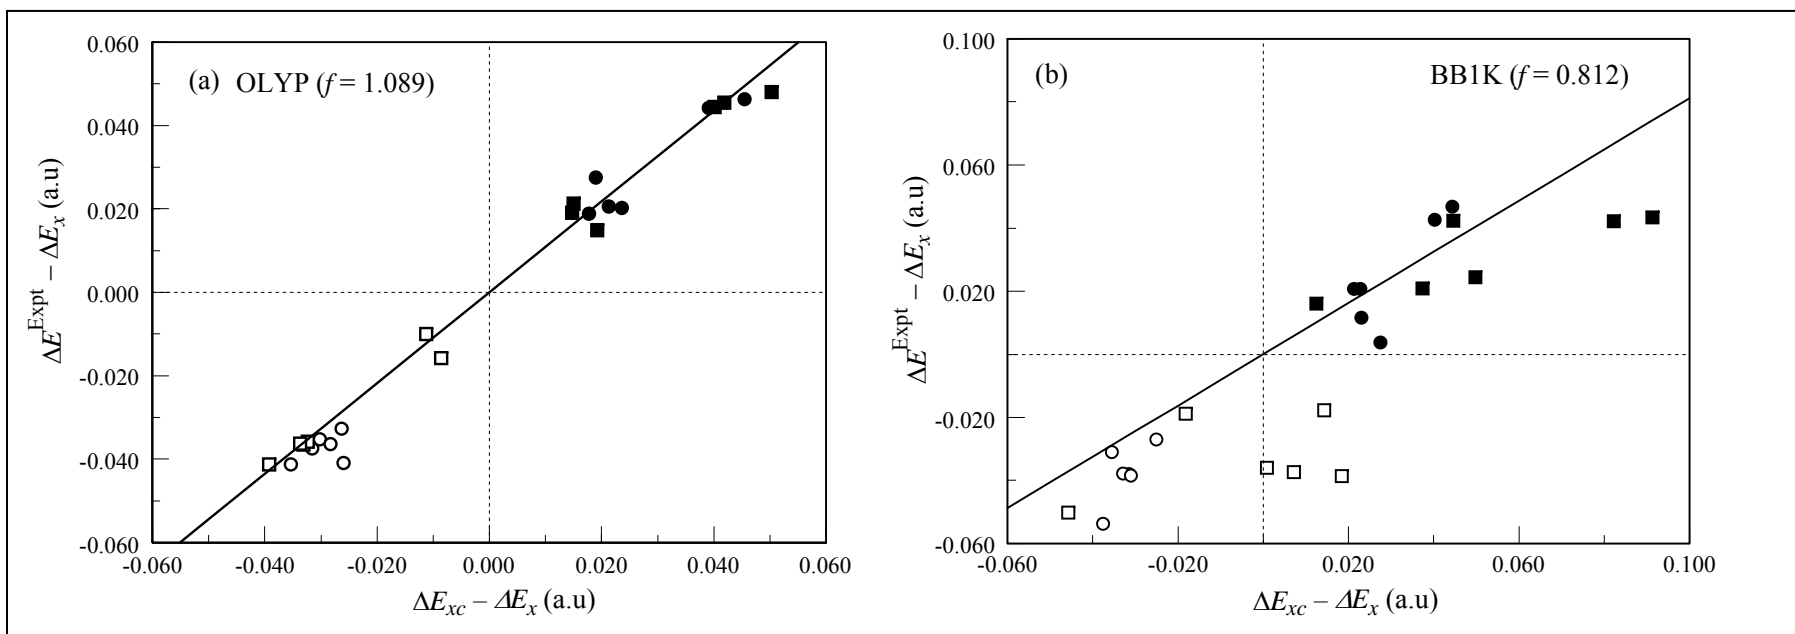 (a) OLYP (f = 1.089)
0.060
0.040
0.020
0.000
-0.020
-0.040
-0.060
ΔE^Expt – ΔE_x (a.u)
-0.060 -0.040 -0.020 0.000 0.020 0.040 0.060
ΔE_xc – ΔE_x (a.u)
(b) BB1K (f = 0.812)
0.100
0.060
0.020
-0.020
-0.060
ΔE^Expt – ΔE_x (a.u)
-0.060 -0.020 0.020 0.060 0.100
ΔE_xc – ΔE_x (a.u)